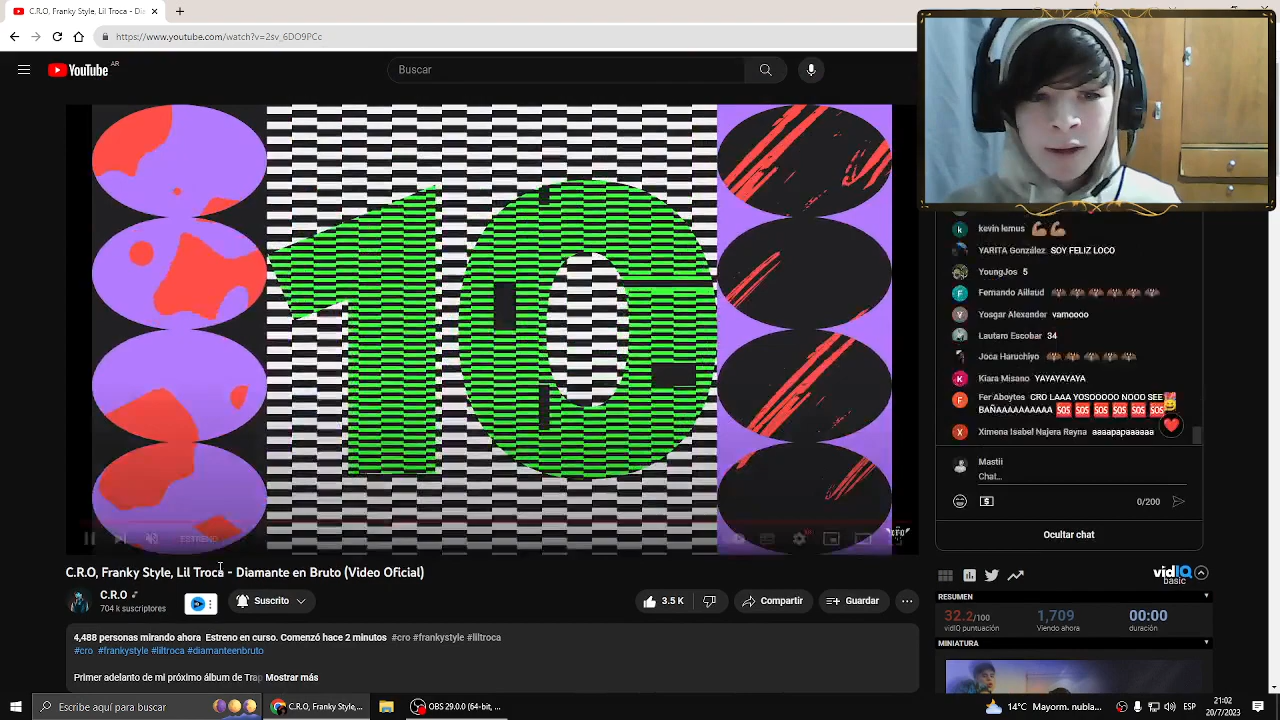 C.R.O, Franky Style, Lil Troca - Dia
https://www.youtube.com/watch?v=2sv_6DO9PCc
YouTube AR
Buscar
10
ESTRENO
kevin lemus
YARITA González SOY FELIZ LOCO
YoungJos 5
Fernando Aillaud
Yosgar Alexander vamoooo
Lautaro Escobar 34
Joca Haruchiyo
Kiara Misano YAYAYAYAYA
Fer Aboytes CRO LAAA YOSOOOOO NOOO SEE
BAÑAAAAAAAAAA SOS SOS SOS SOS SOS SOS
Ximena Isabel Najera Reyna aaaapapaaaaaa
Mastii
Chat...
0/200
Ocultar chat
C.R.O, Franky Style, Lil Troca - Diamante en Bruto (Video Oficial)
C.R.O
704 k suscriptores
Suscrito
3.5 K
Compartir
Guardar
4,488 personas mirando ahora Estreno en curso. Comenzó hace 2 minutos #cro #frankystyle #liltroca
#cro #frankystyle #liltroca #diamanteenbruto
Primer adelanto de mi próximo álbum de Trap Mostrar más
vidIQ
basic
RESUMEN
32.2/100
vidIQ puntuación
1,709
Viendo ahora
00:00
duración
MINIATURA
Escribe aquí para buscar
C.R.O, Franky Style,...
OBS 29.0.0 (64-bit, ...
14°C Mayorm. nubla...
ESP
21:02
20/7/2023